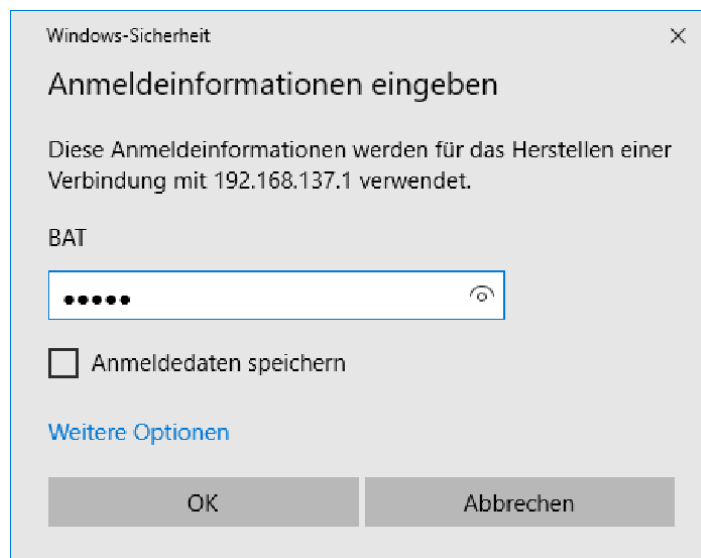 Windows-Sicherheit
Anmeldeinformationen eingeben
Diese Anmeldeinformationen werden für das Herstellen einer
Verbindung mit 192.168.137.1 verwendet.
BAT
•••••
Anmeldedaten speichern
Weitere Optionen
OK Abbrechen